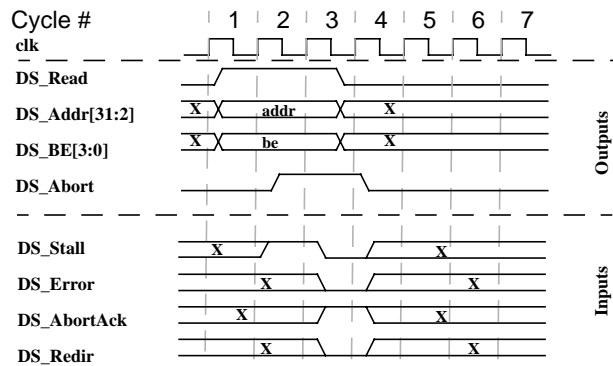 Cycle # 1 2 3 4 5 6 7
clk
DS_Read
DS_Addr[31:2] X addr X
DS_BE[3:0] X be X
DS_Abort
Outputs
DS_Stall X X
DS_Error X X
DS_AbortAck X X
DS_Redir X X
Inputs